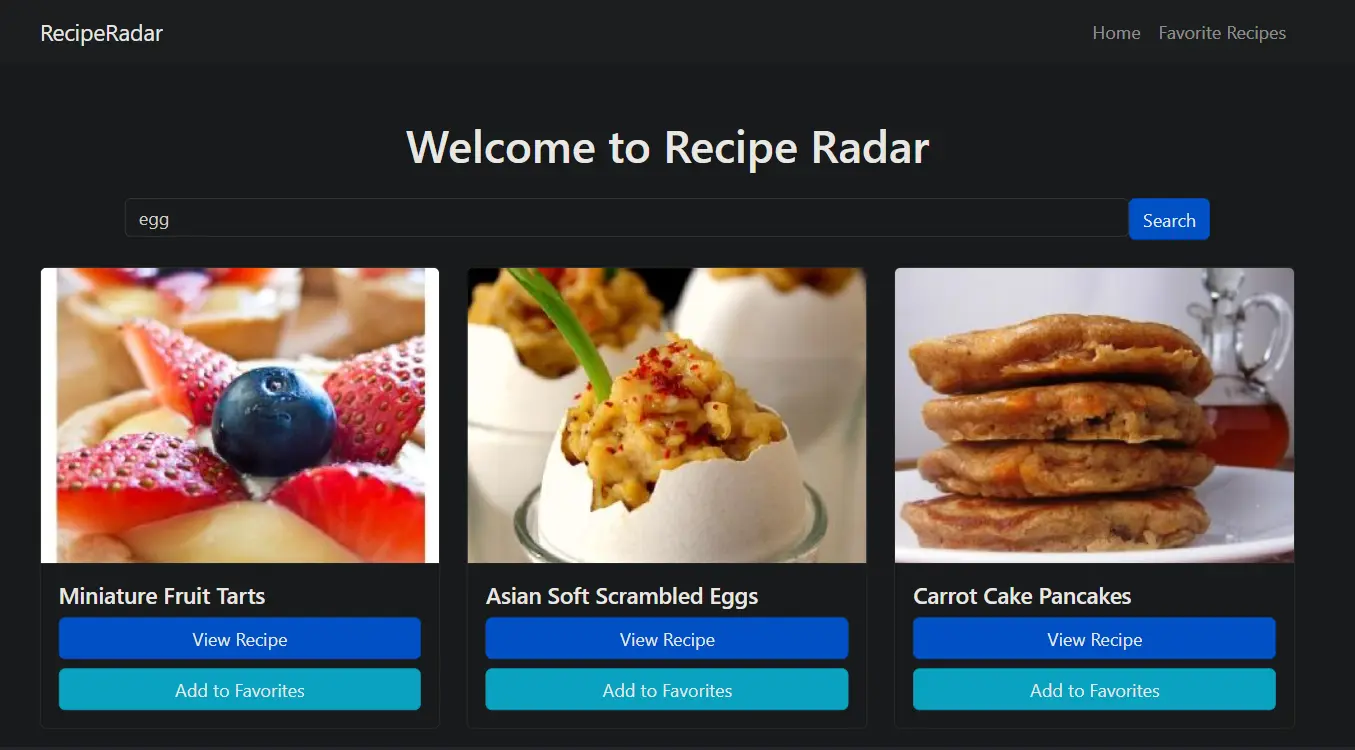 RecipeRadar
Home Favorite Recipes
Welcome to Recipe Radar
egg
Search
Miniature Fruit Tarts
View Recipe
Add to Favorites
Asian Soft Scrambled Eggs
View Recipe
Add to Favorites
Carrot Cake Pancakes
View Recipe
Add to Favorites